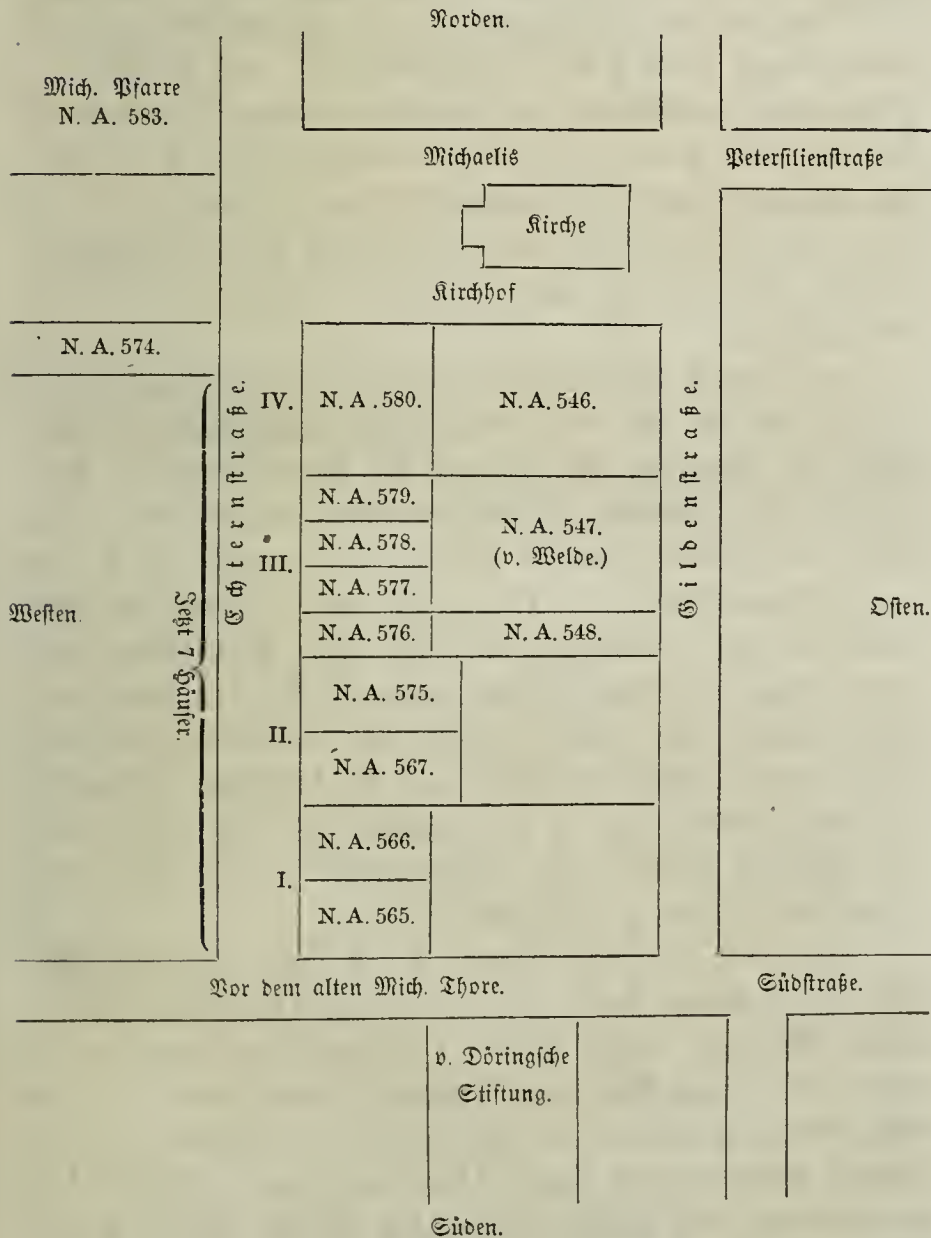 Norden.
Mich. Pfarre
N. A. 583.
Michaelis
Petersilienstraße
Kirche
Kirchhof
N. A. 574.
Echternstraße.
IV.
N. A .580.
N. A. 546.
Gildenstraße.
N. A. 579.
III.
N. A. 578.
N. A. 547.
(v. Welde.)
N. A. 577.
Westen.
Jetzt 7 Häuser.
Osten.
N. A. 576.
N. A. 548.
N. A. 575.
II.
N. A. 567.
N. A. 566.
I.
N. A. 565.
Vor dem alten Mich. Thore.
Südstraße.
v. Döringsche
Stiftung.
Süden.